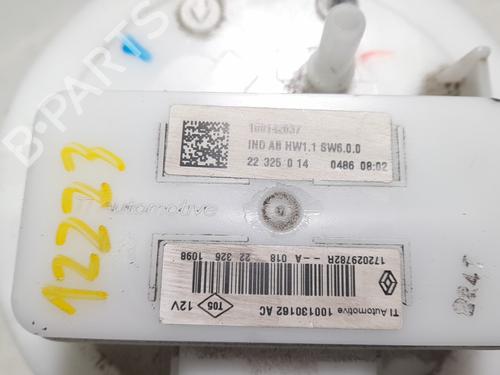 B-PARTS
100142037
IND AB HW1.1 SW6.0.0
22 325 0 14 0486 08:02
12223
TI Automotive
172029782R--A 018 22 326 1098
TI Automotive
100130162 AC
T05 12V